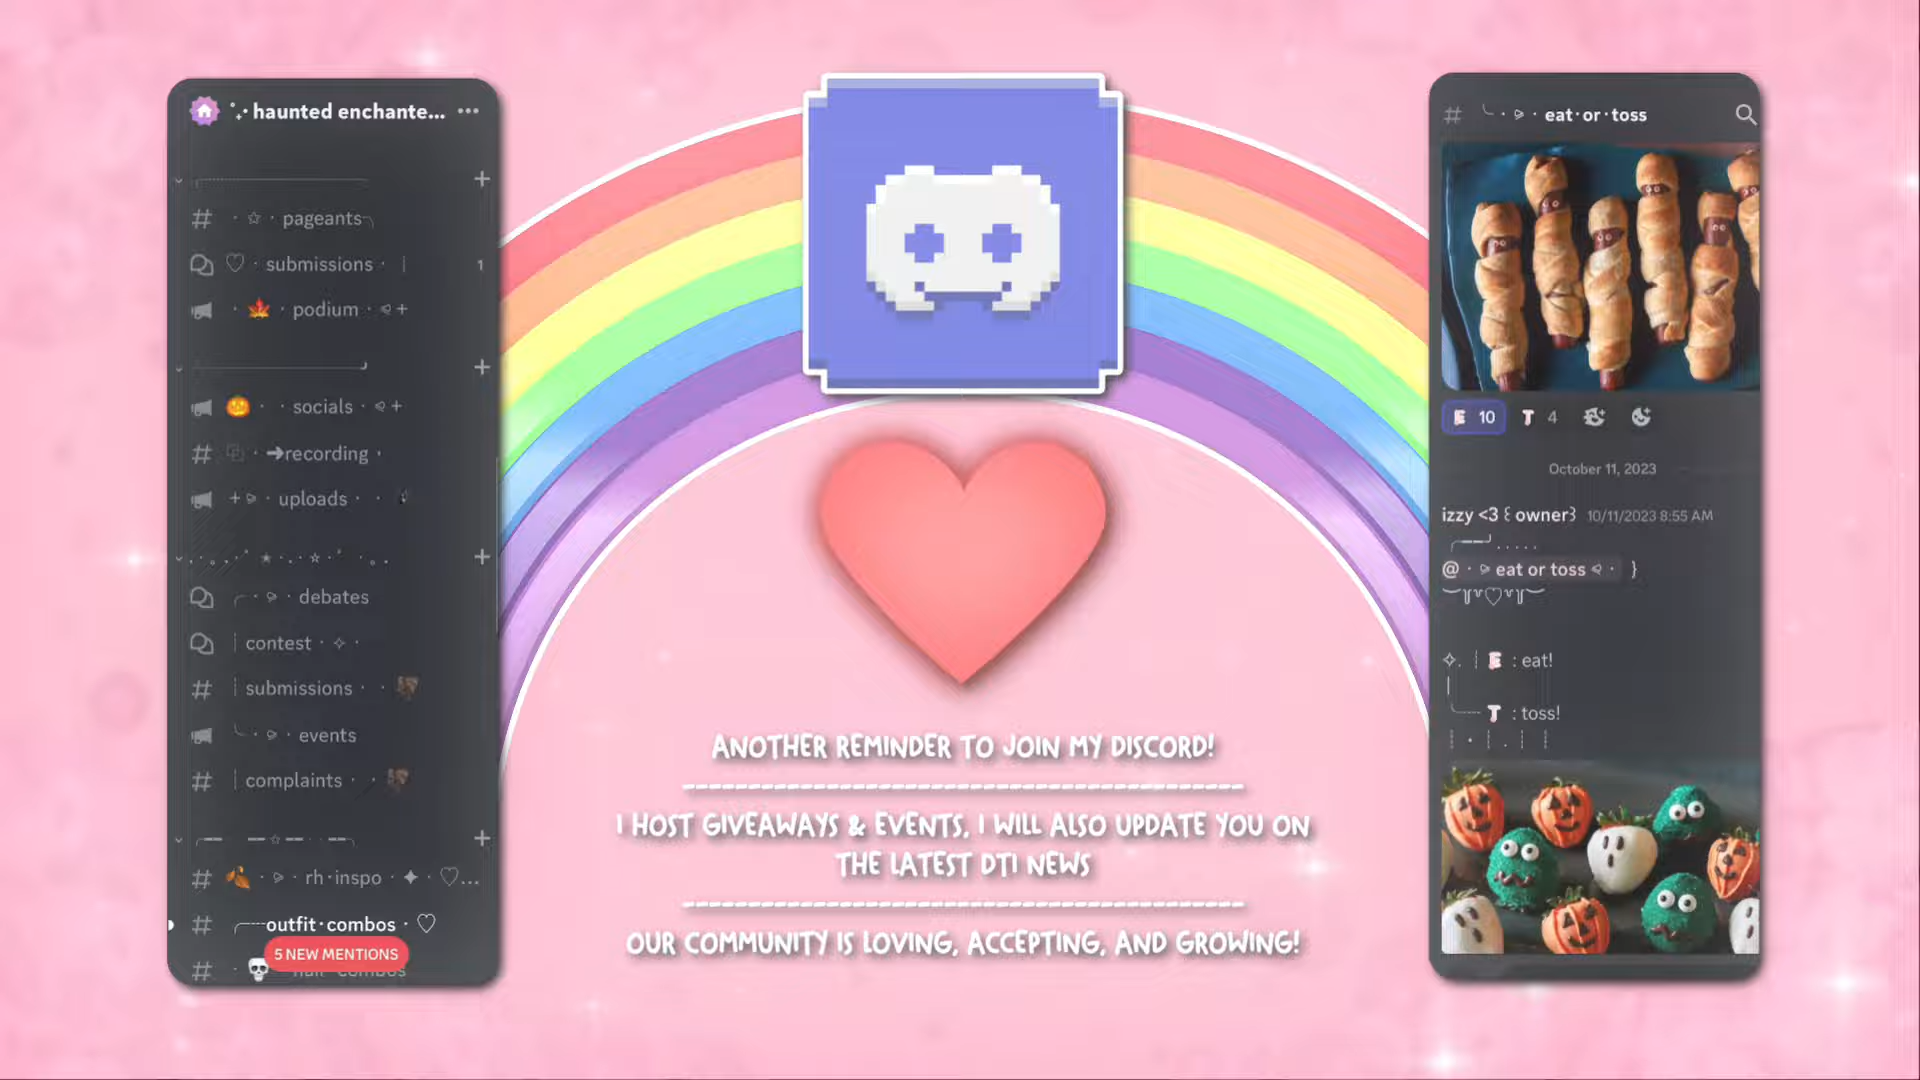 haunted enchante...
# pageants
submissions 1
podium
socials
# ➜recording
uploads
debates
contest
# submissions
events
# complaints
# rh·inspo ...
# outfit·combos
5 NEW MENTIONS
# hair combos
ANOTHER REMINDER TO JOIN MY DISCORD!
I HOST GIVEAWAYS & EVENTS, I WILL ALSO UPDATE YOU ON
THE LATEST DTI NEWS
OUR COMMUNITY IS LOVING, ACCEPTING, AND GROWING!
# eat·or·toss
E 10 T 4
October 11, 2023
izzy <3 ꒰ owner꒱ 10/11/2023 8:55 AM
@ eat or toss
E : eat!
T : toss!